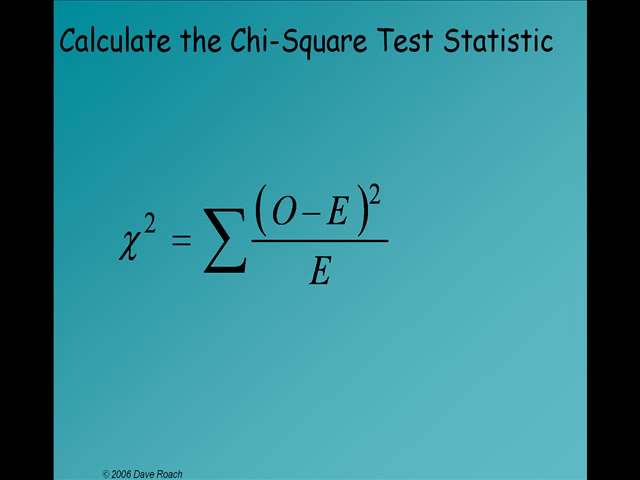 Calculate the Chi-Square Test Statistic
χ² = ∑ (O – E)² / E
© 2006 Dave Roach